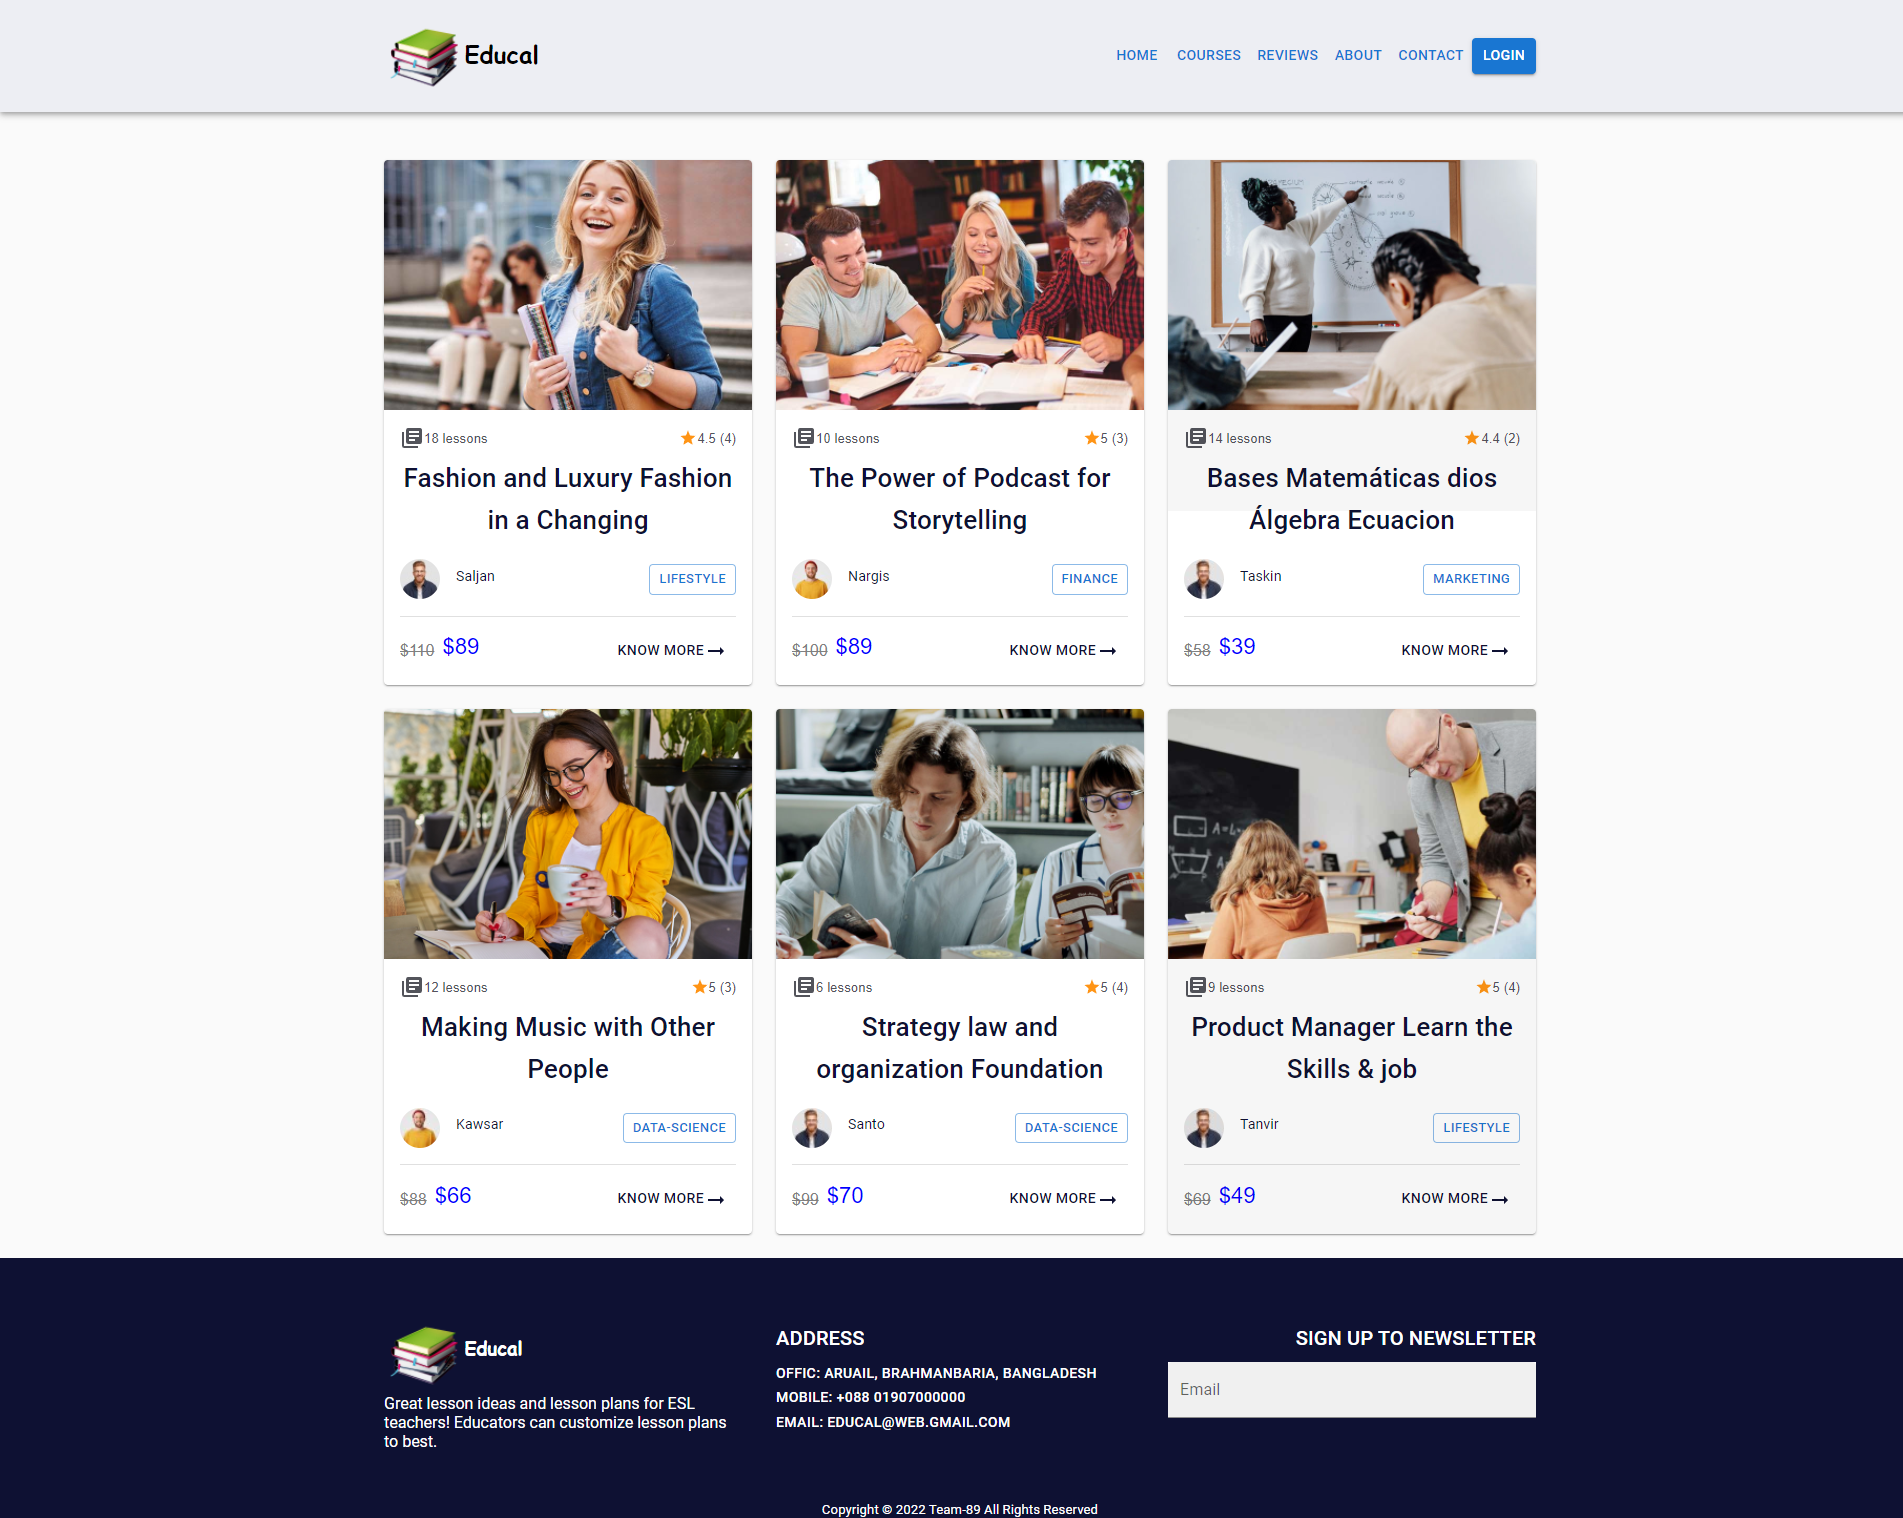 Educal
HOME COURSES REVIEWS ABOUT CONTACT LOGIN
18 lessons 4.5 (4)
Fashion and Luxury Fashion
in a Changing
Saljan LIFESTYLE
$110 $89 KNOW MORE
10 lessons 5 (3)
The Power of Podcast for
Storytelling
Nargis FINANCE
$100 $89 KNOW MORE
14 lessons 4.4 (2)
Bases Matemáticas dios
Álgebra Ecuacion
Taskin MARKETING
$58 $39 KNOW MORE
12 lessons 5 (3)
Making Music with Other
People
Kawsar DATA-SCIENCE
$88 $66 KNOW MORE
6 lessons 5 (4)
Strategy law and
organization Foundation
Santo DATA-SCIENCE
$99 $70 KNOW MORE
9 lessons 5 (4)
Product Manager Learn the
Skills & job
Tanvir LIFESTYLE
$69 $49 KNOW MORE
Educal
Great lesson ideas and lesson plans for ESL
teachers! Educators can customize lesson plans
to best.
ADDRESS
OFFIC: ARUAIL, BRAHMANBARIA, BANGLADESH
MOBILE: +088 01907000000
EMAIL: EDUCAL@WEB.GMAIL.COM
SIGN UP TO NEWSLETTER
Email
Copyright © 2022 Team-89 All Rights Reserved